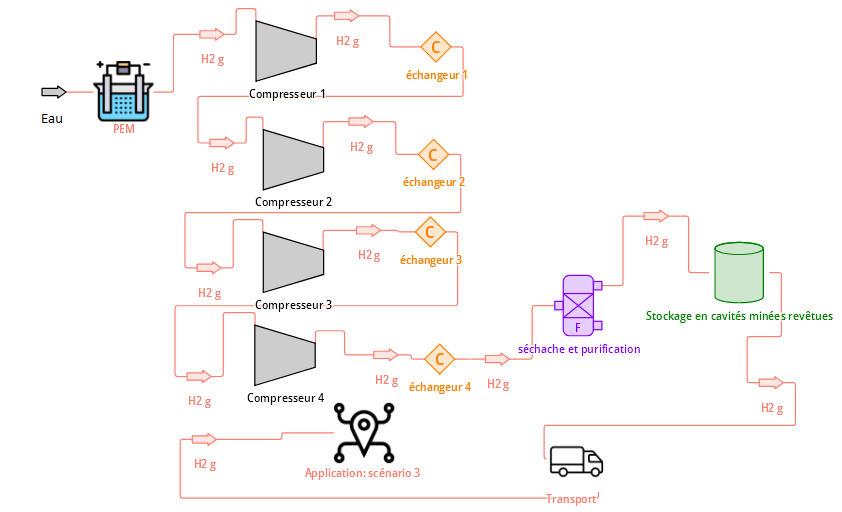 H2 g
H2 g
C
échangeur 1
Compresseur 1
Eau
PEM
H2 g
H2 g
C
échangeur 2
Compresseur 2
H2 g
H2 g
C
échangeur 3
Compresseur 3
H2 g
Stockage en cavités minées revêtues
F
séchache et purification
H2 g
H2 g
C
échangeur 4
H2 g
Compresseur 4
H2 g
H2 g
Application: scénario 3
Transport